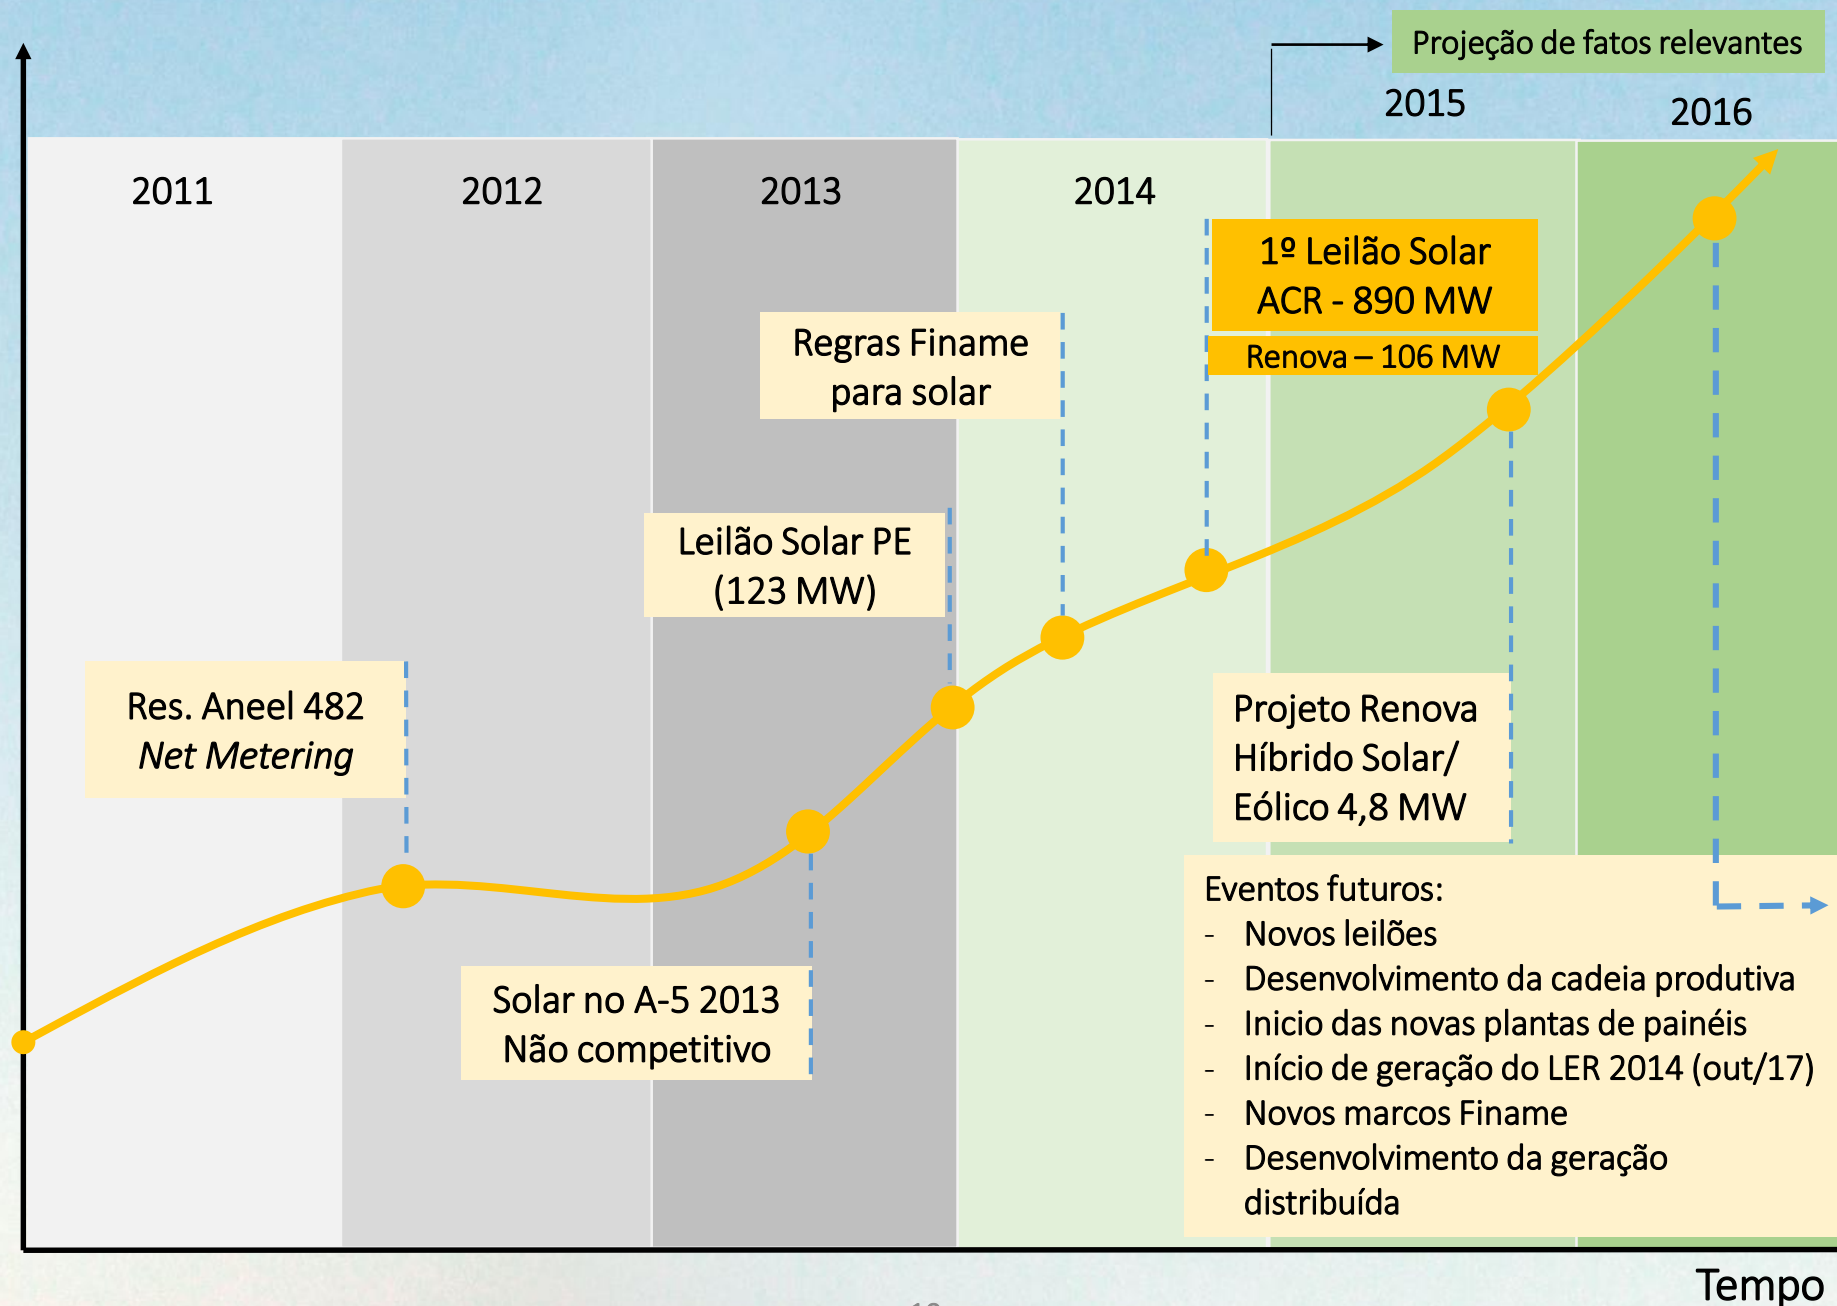 Projeção de fatos relevantes
2015
2016
2011
2012
2013
2014
1º Leilão Solar
ACR - 890 MW
Renova – 106 MW
Regras Finame
para solar
Leilão Solar PE
(123 MW)
Res. Aneel 482
Net Metering
Projeto Renova
Híbrido Solar/
Eólico 4,8 MW
Solar no A-5 2013
Não competitivo
Eventos futuros:
- Novos leilões
- Desenvolvimento da cadeia produtiva
- Inicio das novas plantas de painéis
- Início de geração do LER 2014 (out/17)
- Novos marcos Finame
- Desenvolvimento da geração
distribuída
Tempo